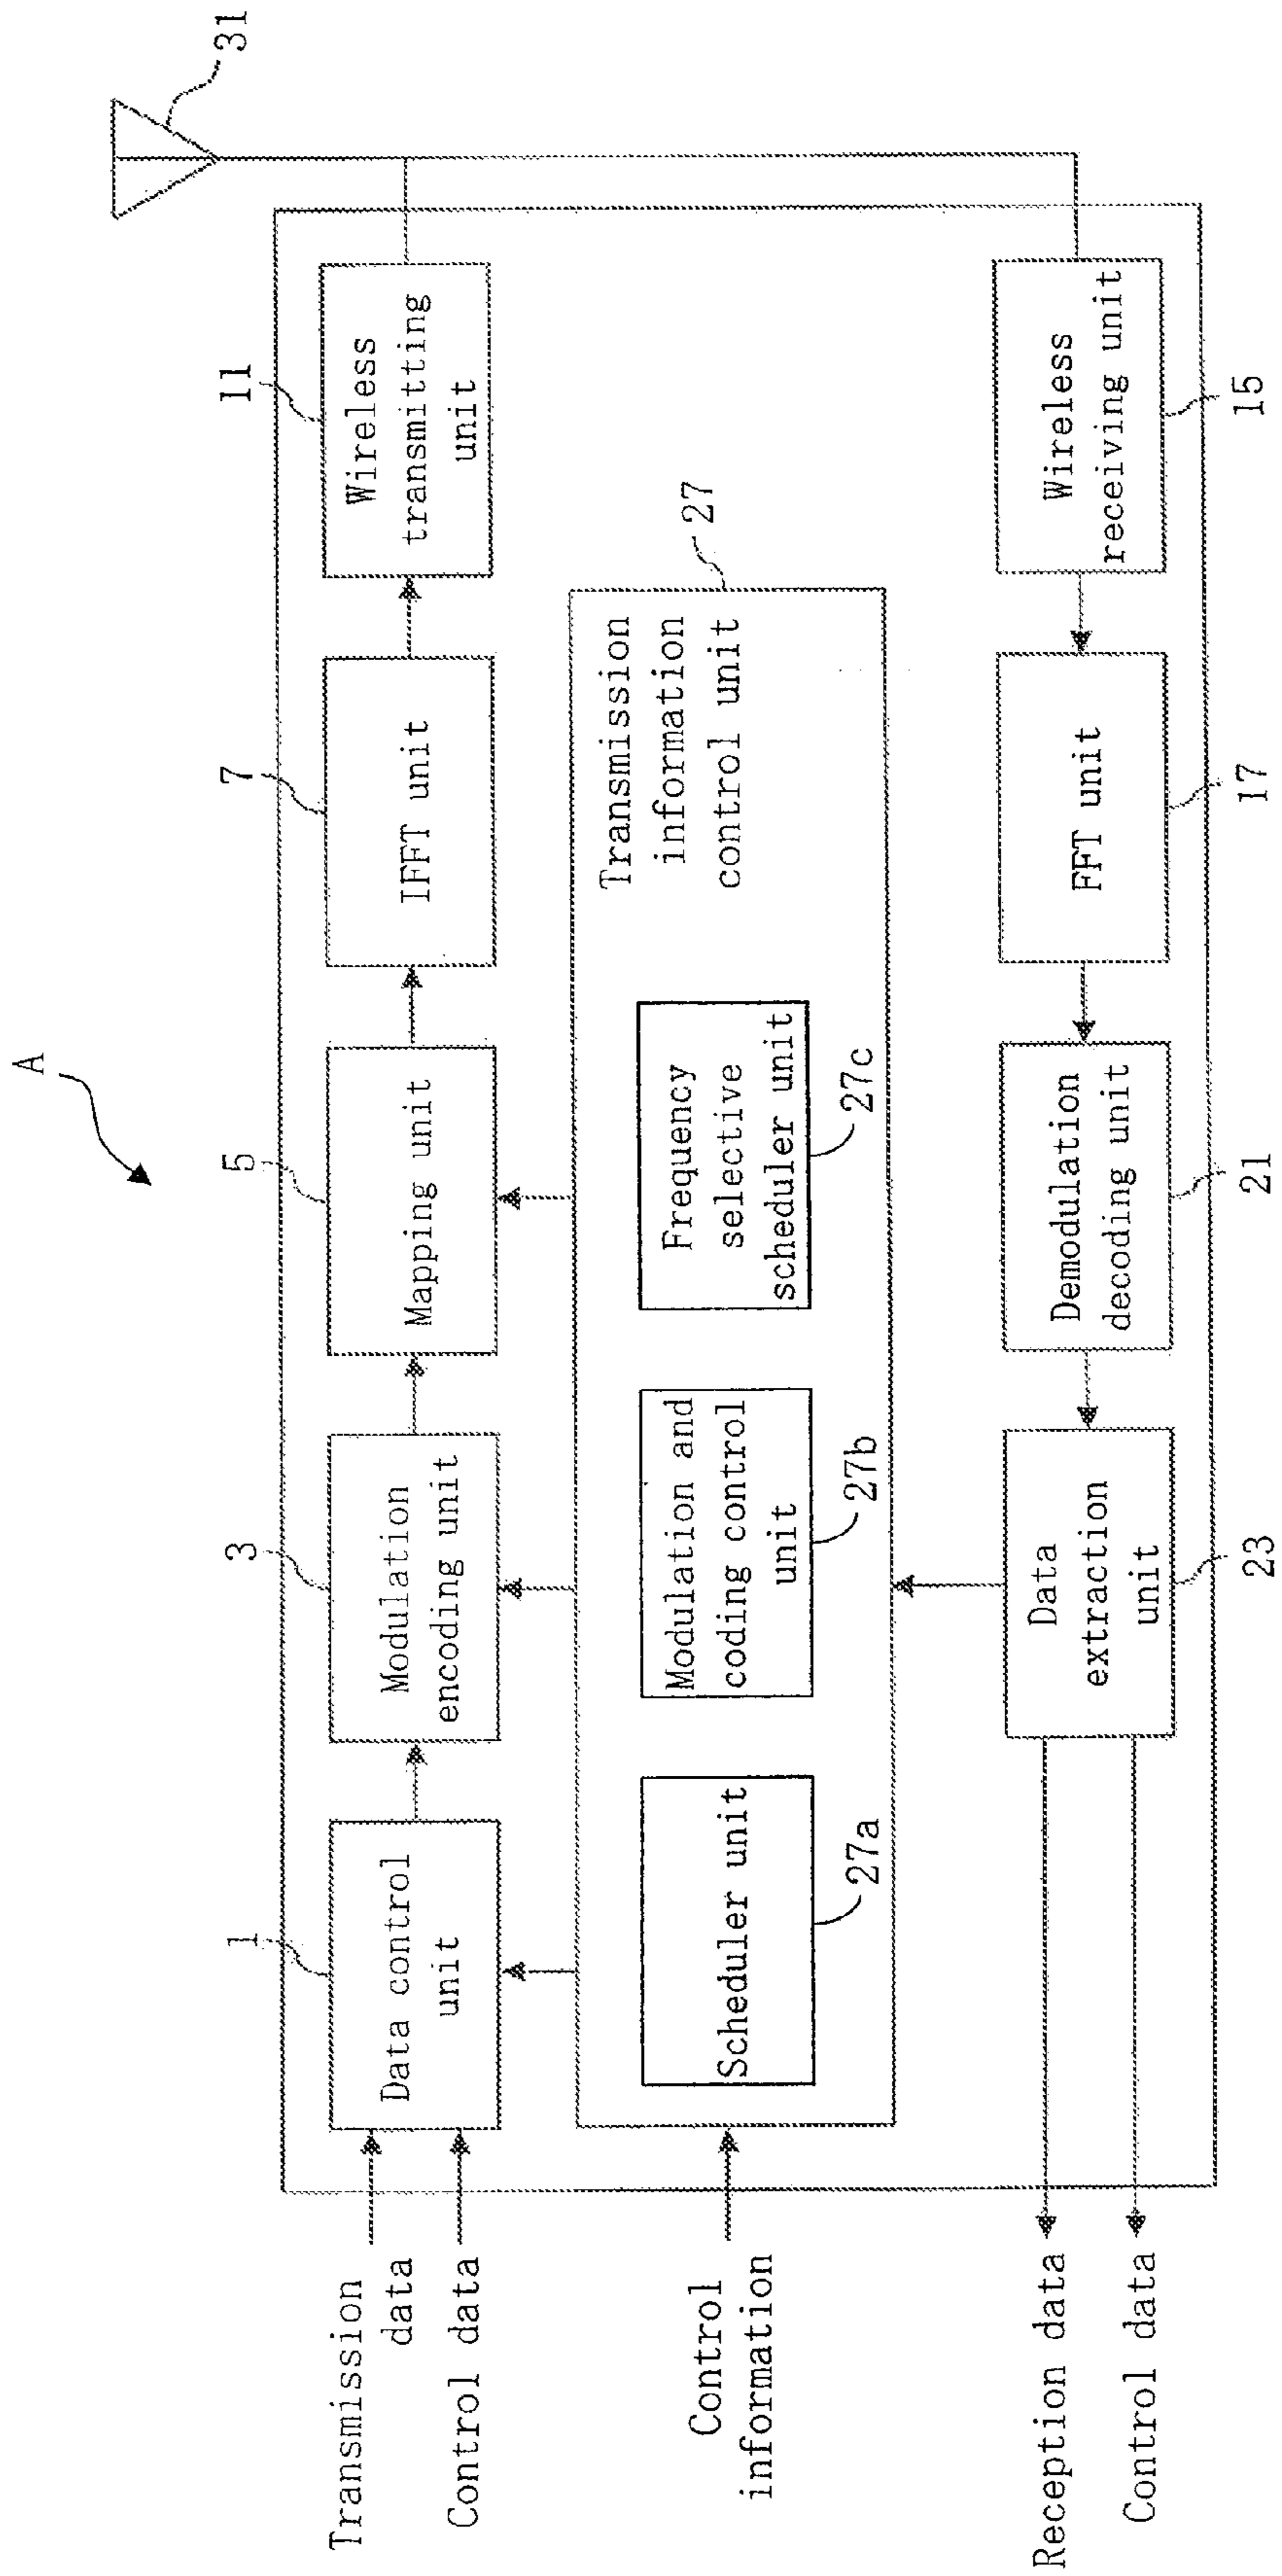 A
31
1
3
5
7
11
Transmission
data
Control data
Data control
unit
Modulation
encoding unit
Mapping unit
IFFT unit
Wireless
transmitting
unit
Control
information
27
Transmission
information
control unit
Scheduler unit
27a
Modulation and
coding control
unit
27b
Frequency
selective
scheduler unit
27c
Reception data
Control data
Data
extraction
unit
23
Demodulation
decoding unit
21
FFT unit
17
Wireless
receiving unit
15